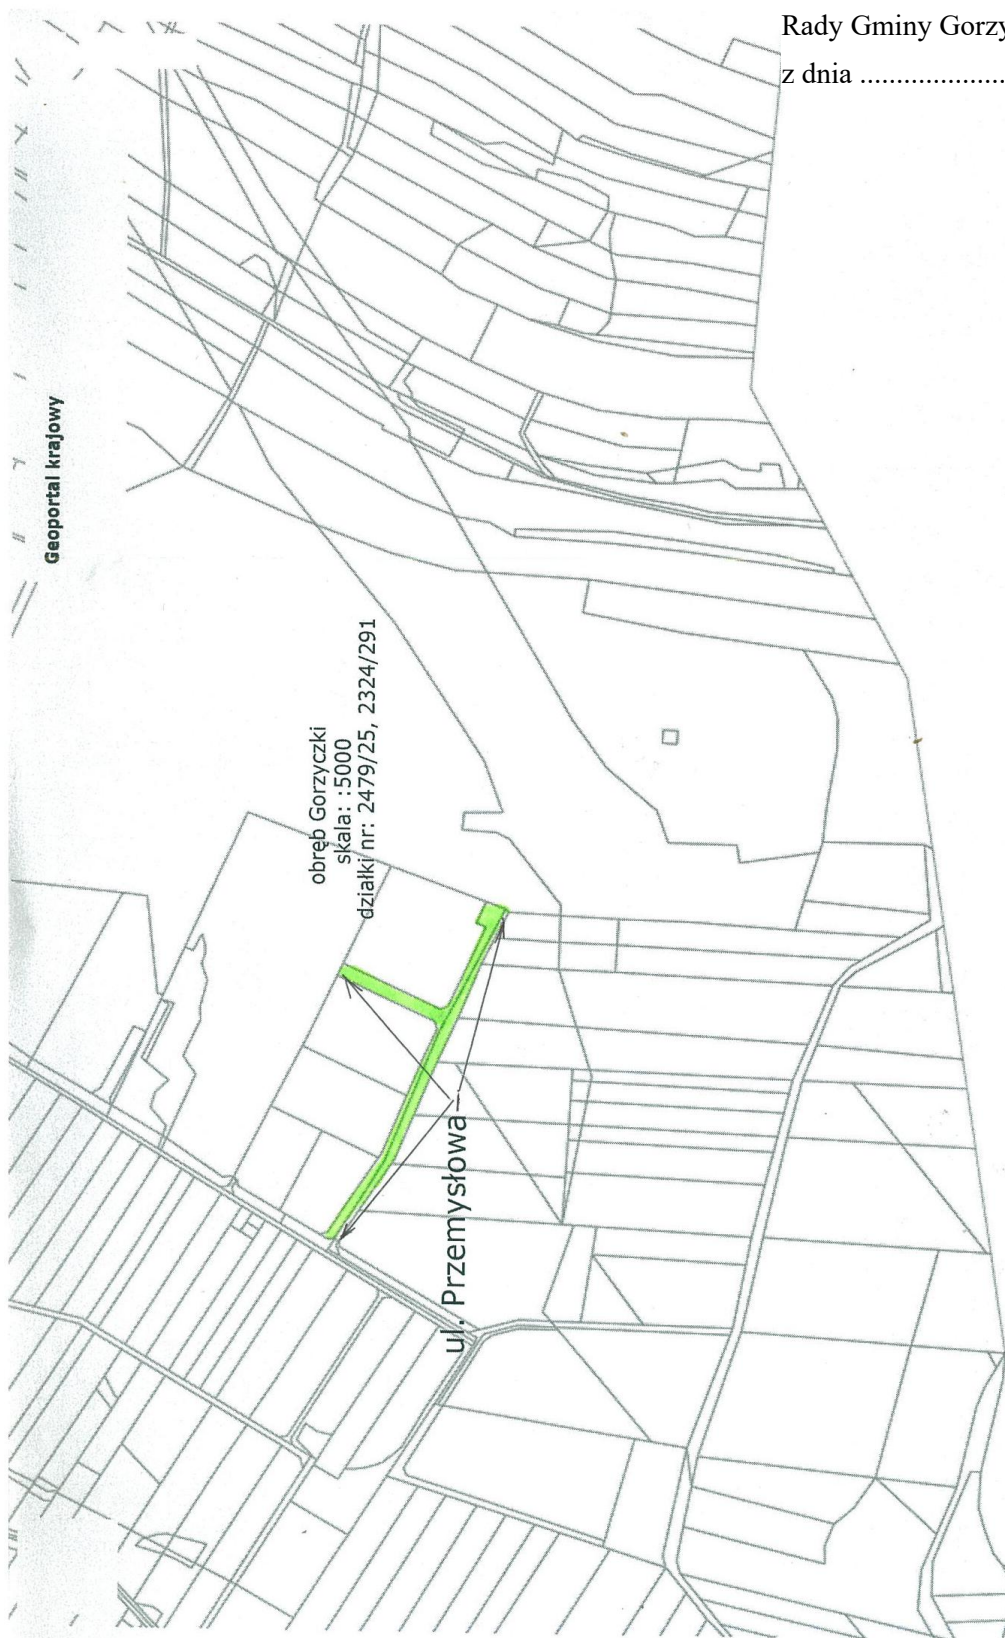 Rady Gminy Gorzy
z dnia ....................
Geoportal krajowy
obręb Gorzyczki
skala: :5000
działki nr: 2479/25, 2324/291
ul. Przemysłowa